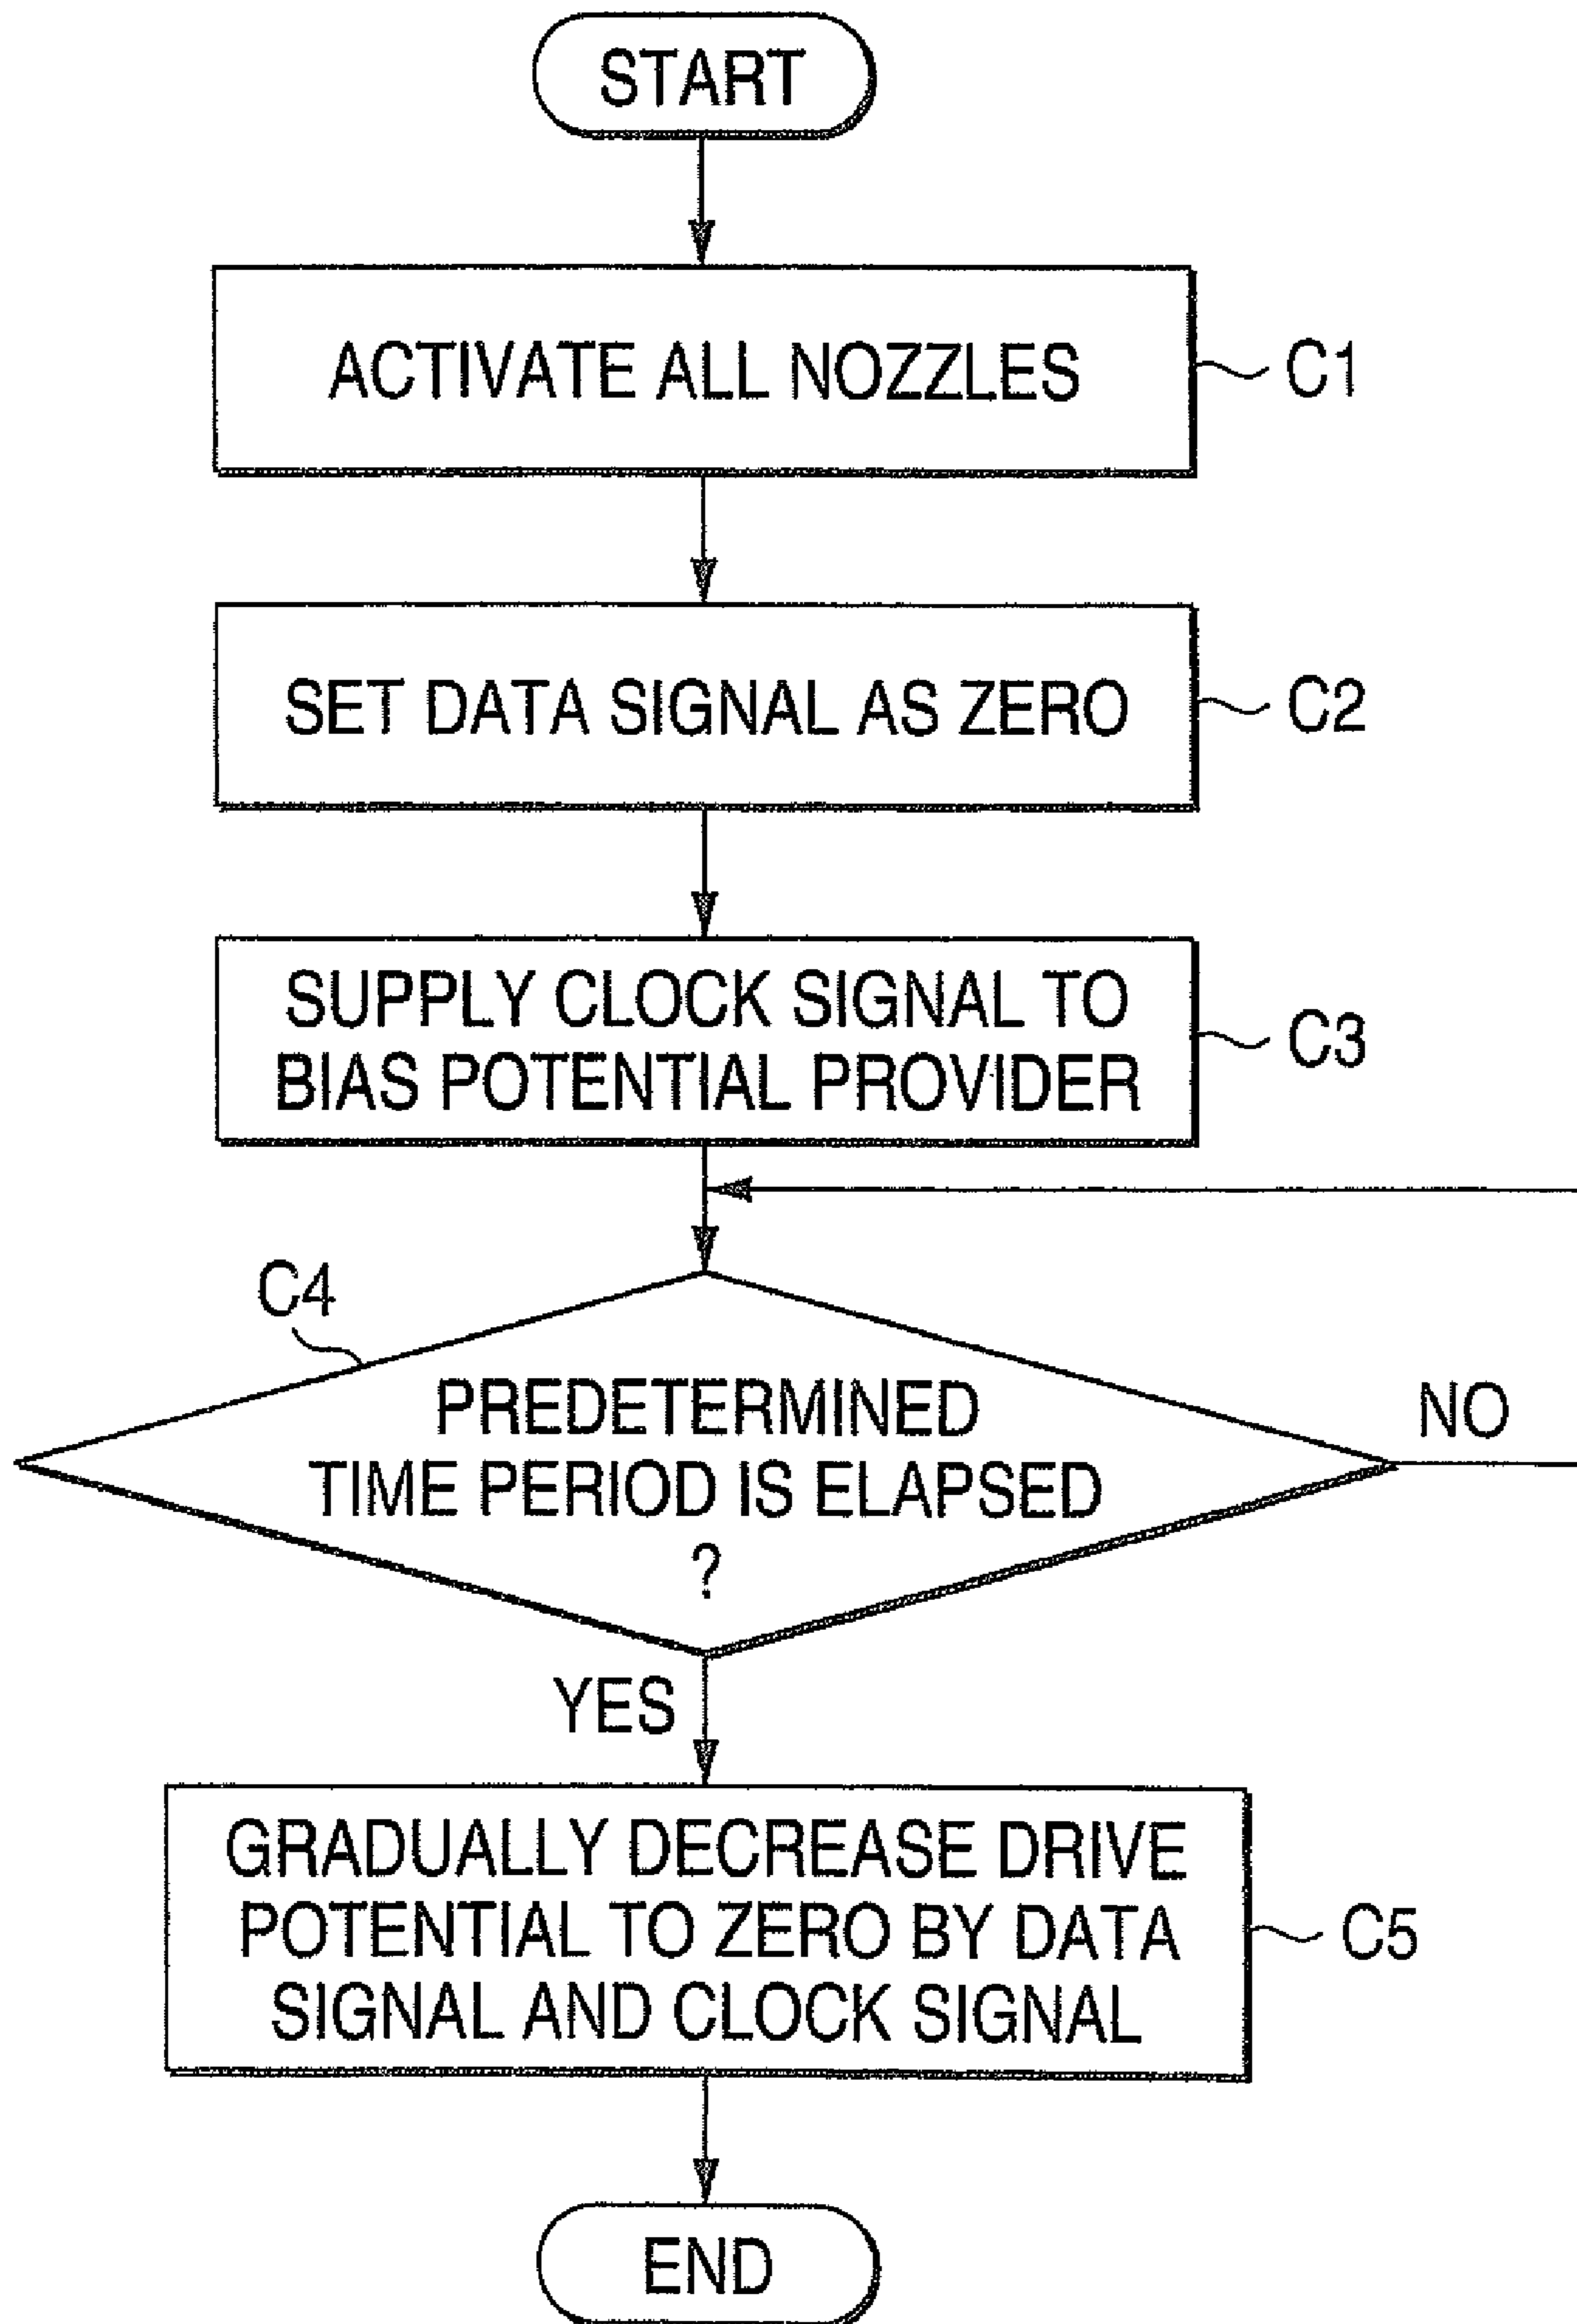 START
ACTIVATE ALL NOZZLES
C1
SET DATA SIGNAL AS ZERO
C2
SUPPLY CLOCK SIGNAL TO
BIAS POTENTIAL PROVIDER
C3
C4
PREDETERMINED
TIME PERIOD IS ELAPSED
?
NO
YES
GRADUALLY DECREASE DRIVE
POTENTIAL TO ZERO BY DATA
SIGNAL AND CLOCK SIGNAL
C5
END